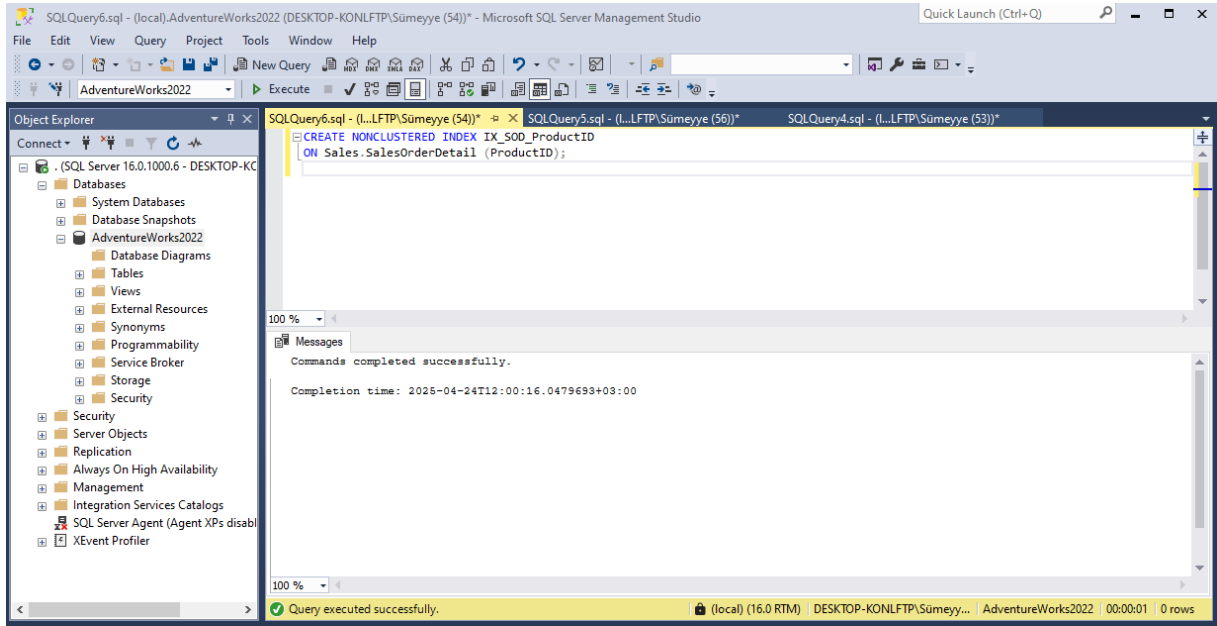 SQLQuery6.sql - (local).AdventureWorks2022 (DESKTOP-KONLFTP\Sümeyye (54))* - Microsoft SQL Server Management Studio
Quick Launch (Ctrl+Q)
File Edit View Query Project Tools Window Help
New Query MDX DMX XMLA DAX
AdventureWorks2022 Execute
Object Explorer
SQLQuery6.sql - (l...LFTP\Sümeyye (54))* SQLQuery5.sql - (l...LFTP\Sümeyye (56))* SQLQuery4.sql - (l...LFTP\Sümeyye (53))*
Connect
CREATE NONCLUSTERED INDEX IX_SOD_ProductID
ON Sales.SalesOrderDetail (ProductID);
. (SQL Server 16.0.1000.6 - DESKTOP-KO
Databases
System Databases
Database Snapshots
AdventureWorks2022
Database Diagrams
Tables
Views
External Resources
Synonyms
Programmability
Service Broker
Storage
Security
Security
Server Objects
Replication
Always On High Availability
Management
Integration Services Catalogs
SQL Server Agent (Agent XPs disabl
XEvent Profiler
100 %
Messages
Commands completed successfully.
Completion time: 2025-04-24T12:00:16.0479693+03:00
100 %
Query executed successfully.
(local) (16.0 RTM) DESKTOP-KONLFTP\Sümeyy... AdventureWorks2022 00:00:01 0 rows